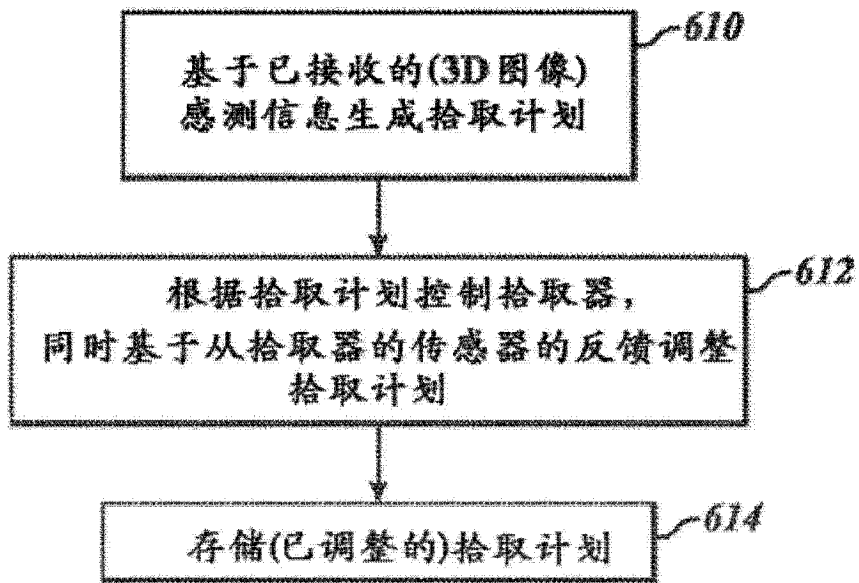 610
基于已接收的(3D图像)
感测信息生成拾取计划
612
根据拾取计划控制拾取器,
同时基于从拾取器的传感器的反馈调整
拾取计划
614
存储(已调整的)拾取计划